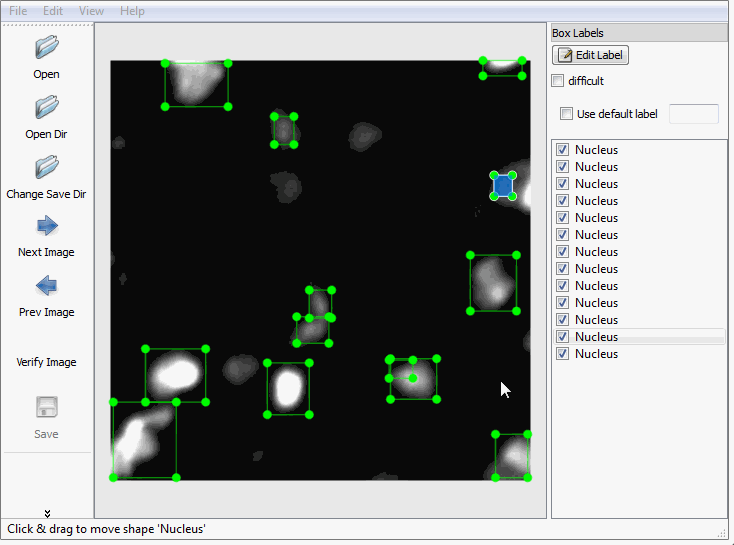 File Edit View Help
Open
Open Dir
Change Save Dir
Next Image
Prev Image
Verify Image
Save
Box Labels
Edit Label
difficult
Use default label
Nucleus
Nucleus
Nucleus
Nucleus
Nucleus
Nucleus
Nucleus
Nucleus
Nucleus
Nucleus
Nucleus
Nucleus
Nucleus
Click & drag to move shape 'Nucleus'